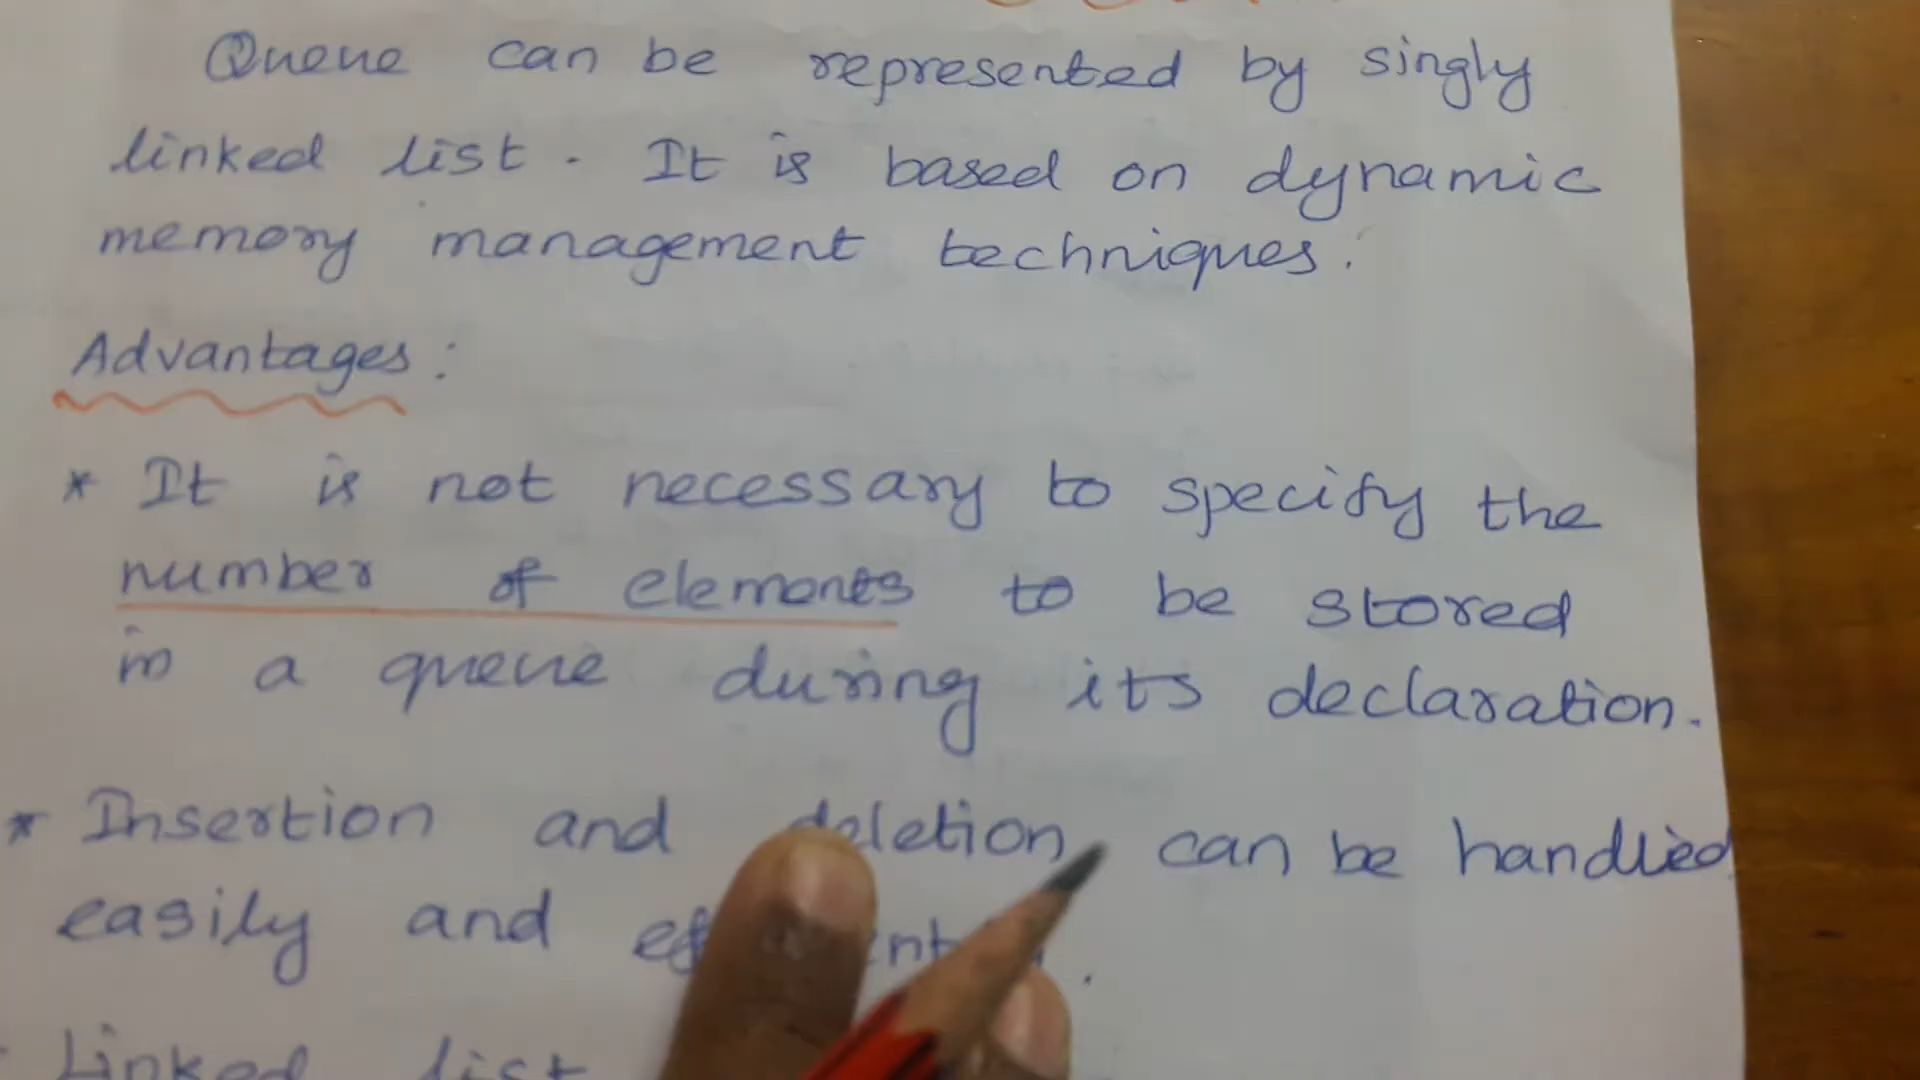 Queue can be represented by singly
linked list. It is based on dynamic
memory management techniques.
Advantages:
* It is not necessary to specify the
number of elements to be stored
in a queue during its declaration.
* Insertion and deletion can be handled
easily and
Linked list